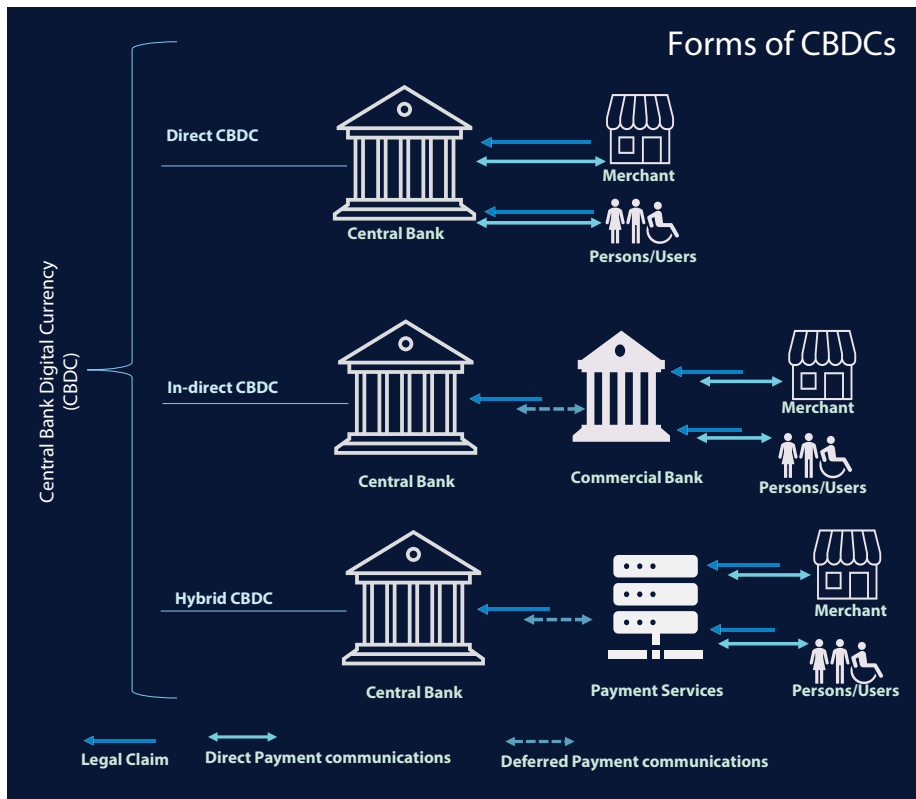 Forms of CBDCs
Direct CBDC
Merchant
Central Bank
Persons/Users
Central Bank Digital Currency
(CBDC)
In-direct CBDC
Merchant
Central Bank
Commercial Bank
Persons/Users
Hybrid CBDC
Merchant
Central Bank
Payment Services
Persons/Users
Legal Claim
Direct Payment communications
Deferred Payment communications